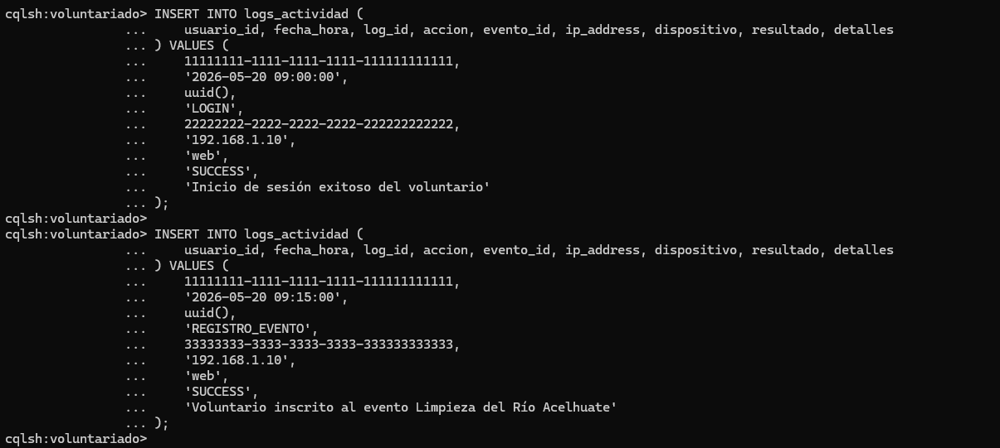 cqlsh:voluntariado> INSERT INTO logs_actividad (
... usuario_id, fecha_hora, log_id, accion, evento_id, ip_address, dispositivo, resultado, detalles
... ) VALUES (
... 11111111-1111-1111-1111-111111111111,
... '2026-05-20 09:00:00',
... uuid(),
... 'LOGIN',
... 22222222-2222-2222-2222-222222222222,
... '192.168.1.10',
... 'web',
... 'SUCCESS',
... 'Inicio de sesión exitoso del voluntario'
... );
cqlsh:voluntariado>
cqlsh:voluntariado> INSERT INTO logs_actividad (
... usuario_id, fecha_hora, log_id, accion, evento_id, ip_address, dispositivo, resultado, detalles
... ) VALUES (
... 11111111-1111-1111-1111-111111111111,
... '2026-05-20 09:15:00',
... uuid(),
... 'REGISTRO_EVENTO',
... 33333333-3333-3333-3333-333333333333,
... '192.168.1.10',
... 'web',
... 'SUCCESS',
... 'Voluntario inscrito al evento Limpieza del Río Acelhuate'
... );
cqlsh:voluntariado>